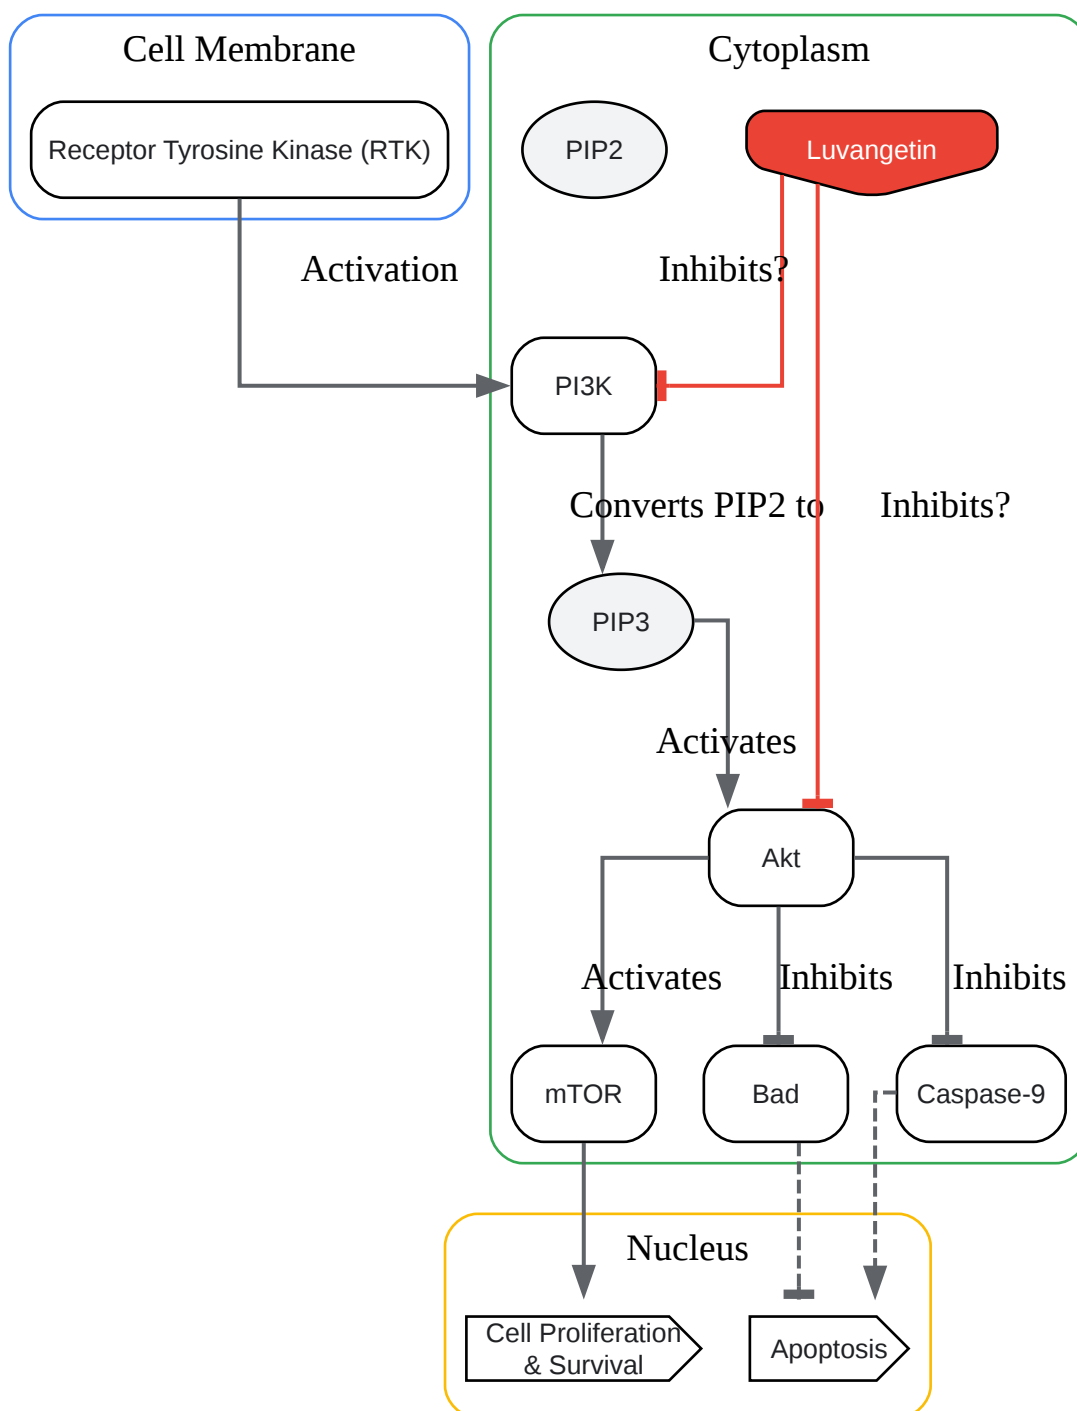 Cell Membrane
Cytoplasm
Receptor Tyrosine Kinase (RTK)
PIP2
Luvangetin
Activation
Inhibits?
PI3K
Converts PIP2 to
Inhibits?
PIP3
Activates
Akt
Activates
Inhibits
Inhibits
mTOR
Bad
Caspase-9
Nucleus
Cell Proliferation
& Survival
Apoptosis